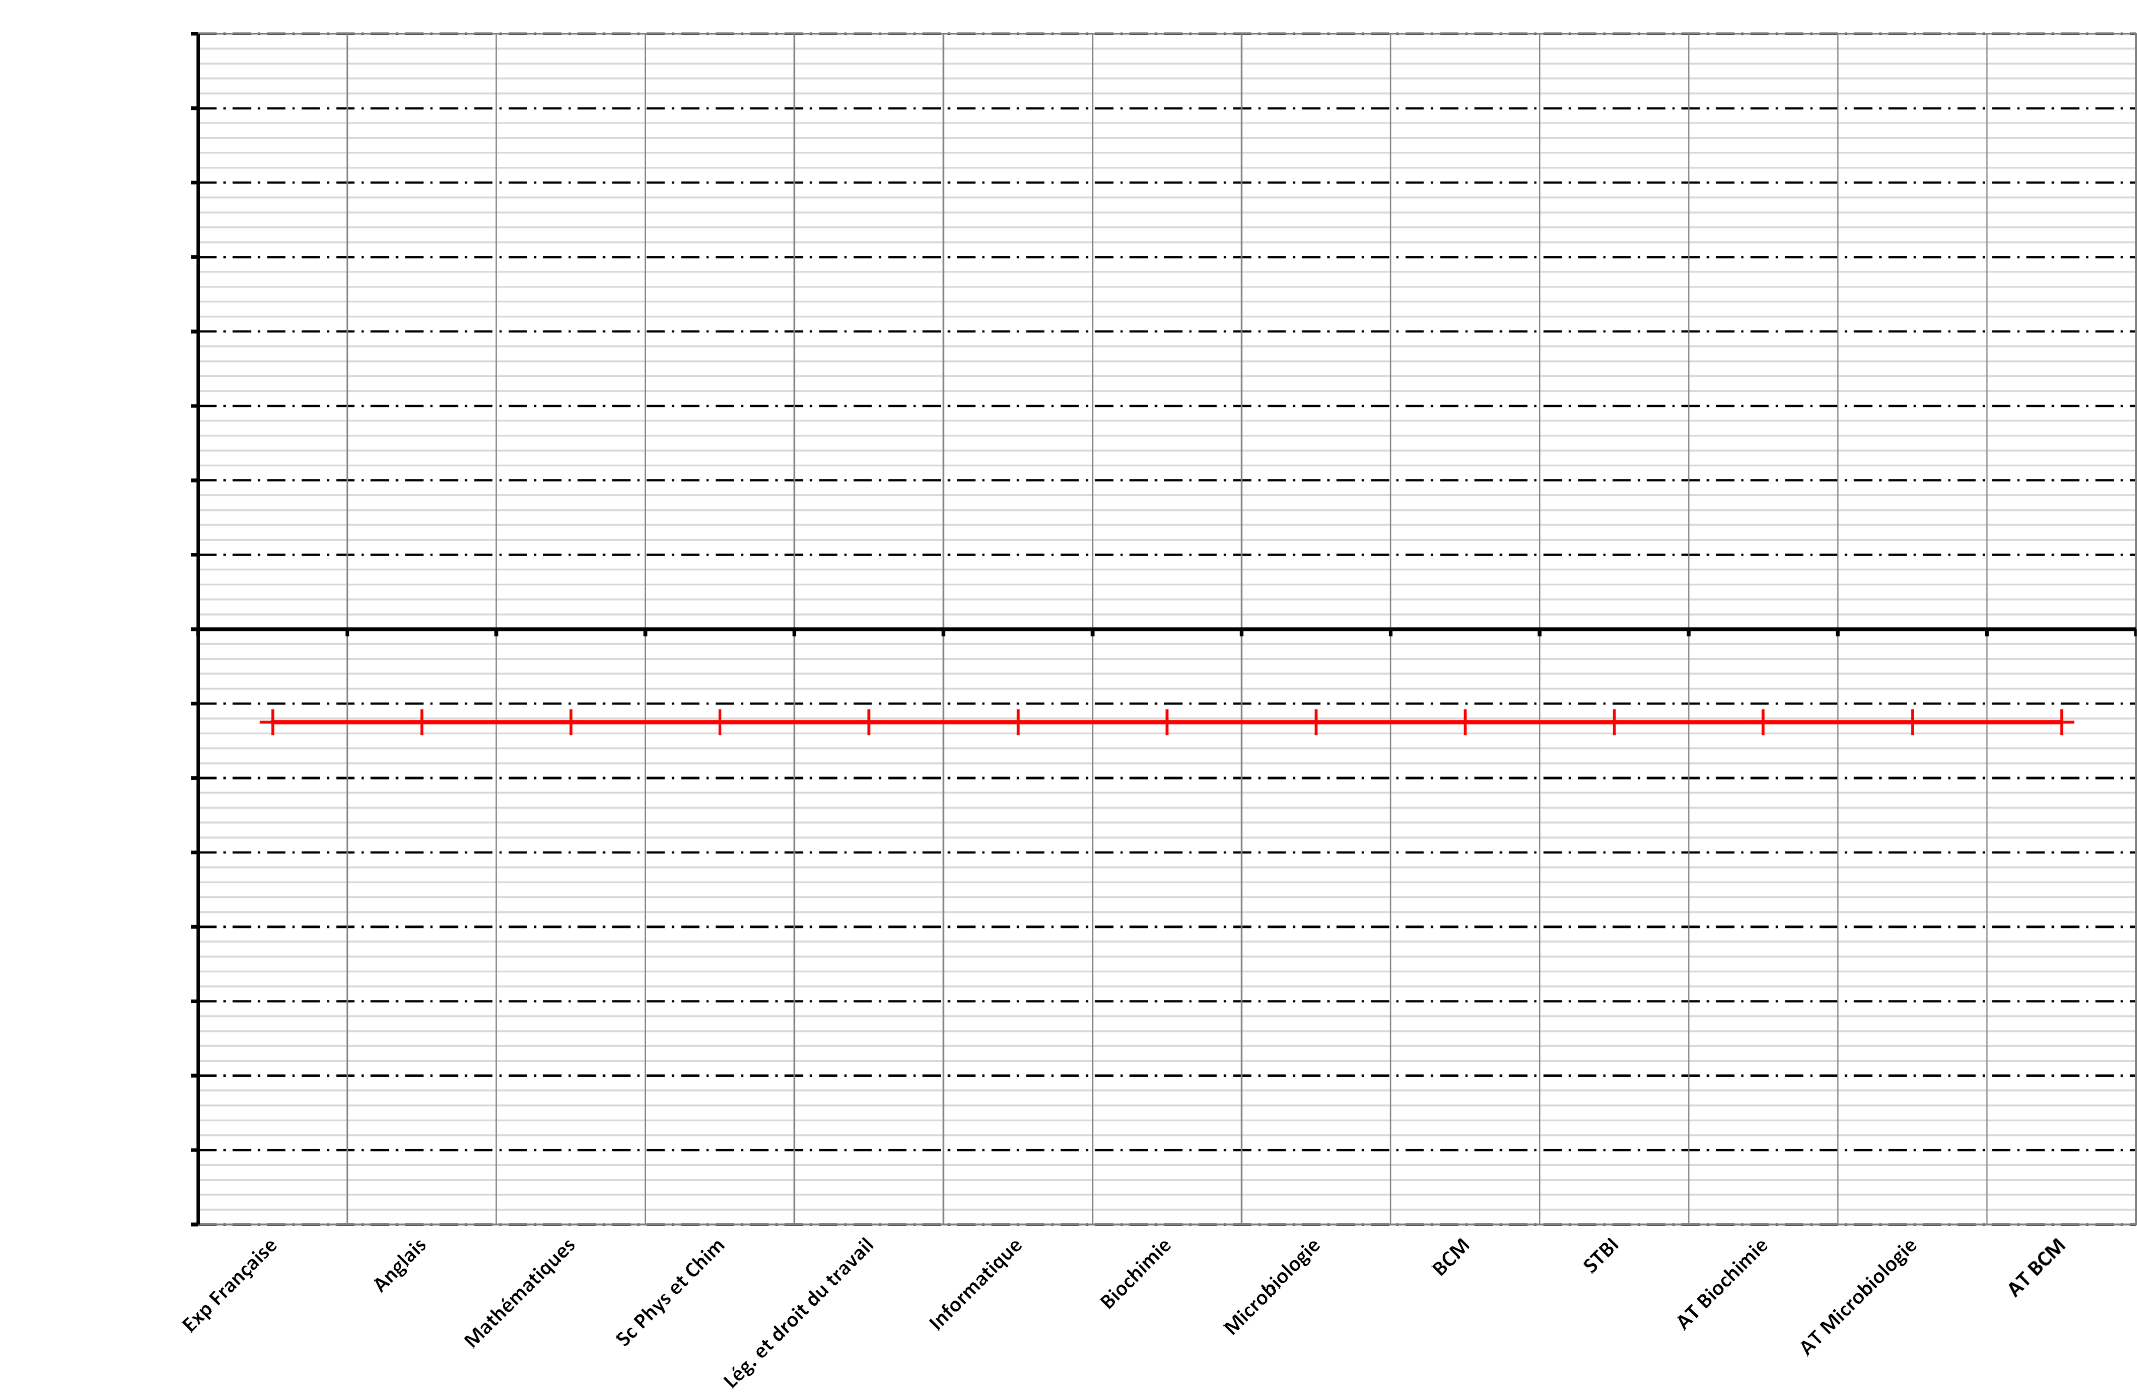 Exp Française
Anglais
Mathématiques
Sc Phys et Chim
Lég. et droit du travail
Informatique
Biochimie
Microbiologie
BCM
STBI
AT Biochimie
AT Microbiologie
AT BCM